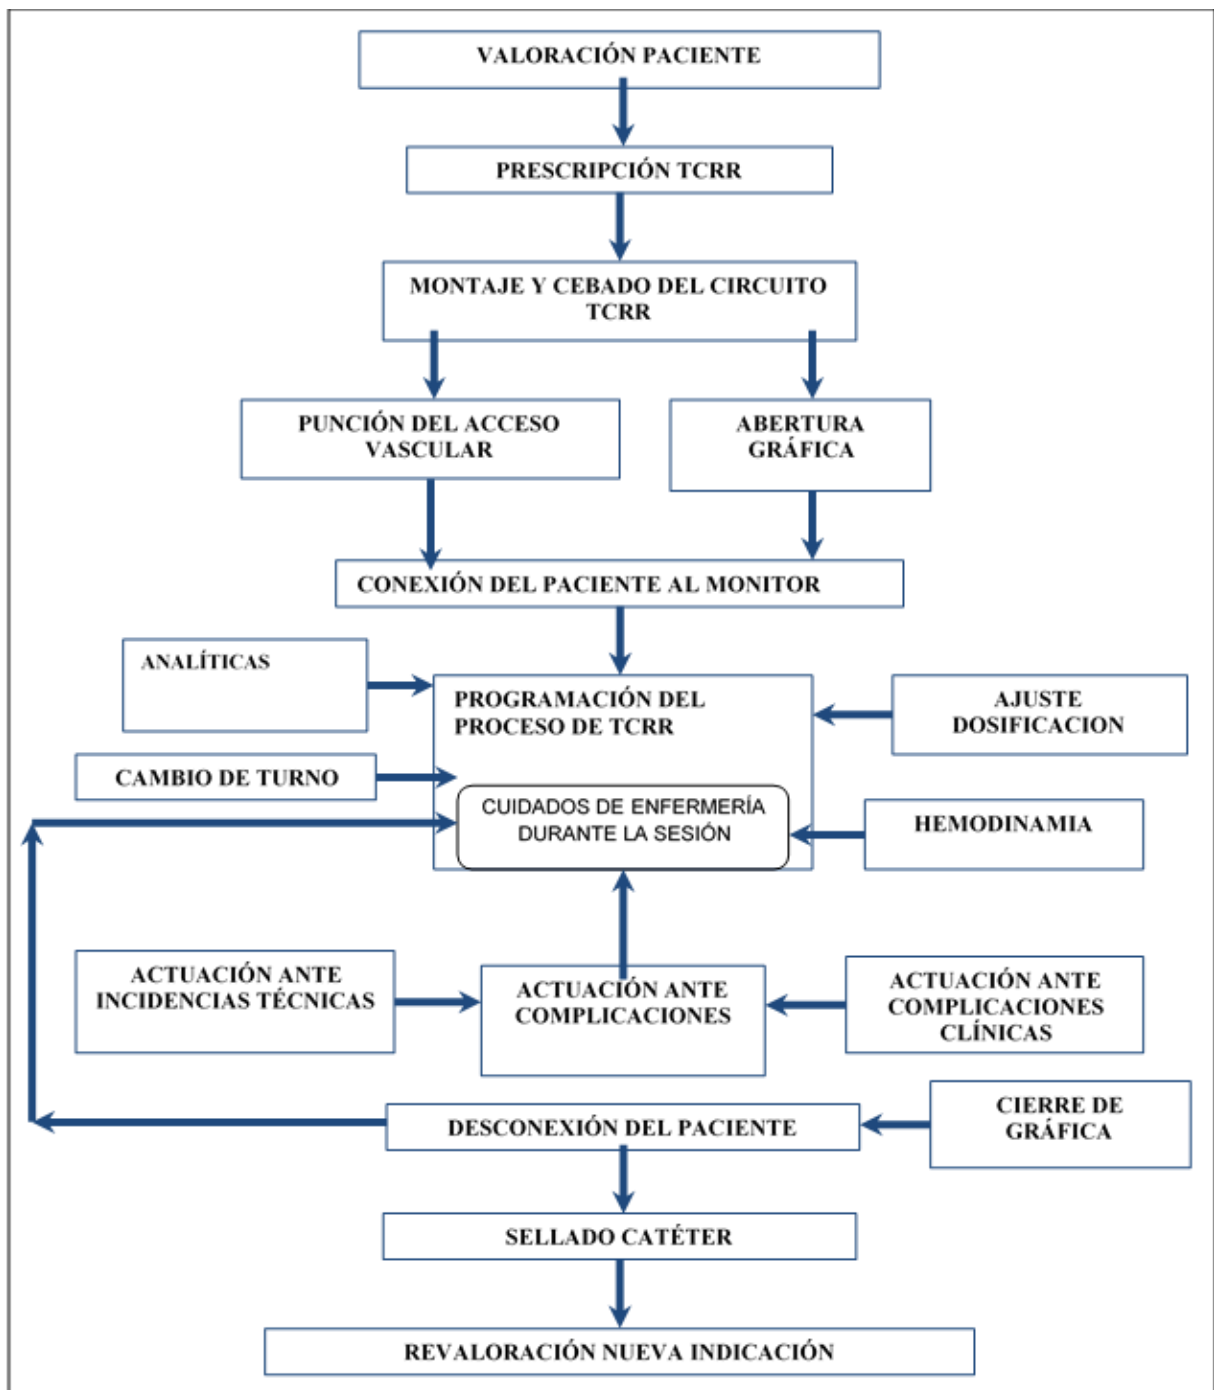 VALORACIÓN PACIENTE
PRESCRIPCIÓN TCRR
MONTAJE Y CEBADO DEL CIRCUITO
TCRR
PUNCIÓN DEL ACCESO
VASCULAR
ABERTURA
GRÁFICA
CONEXIÓN DEL PACIENTE AL MONITOR
ANALÍTICAS
PROGRAMACIÓN DEL
PROCESO DE TCRR
AJUSTE
DOSIFICACION
CAMBIO DE TURNO
CUIDADOS DE ENFERMERÍA
DURANTE LA SESIÓN
HEMODINAMIA
ACTUACIÓN ANTE
INCIDENCIAS TÉCNICAS
ACTUACIÓN ANTE
COMPLICACIONES
ACTUACIÓN ANTE
COMPLICACIONES
CLÍNICAS
DESCONEXIÓN DEL PACIENTE
CIERRE DE
GRÁFICA
SELLADO CATÉTER
REVALORACIÓN NUEVA INDICACIÓN